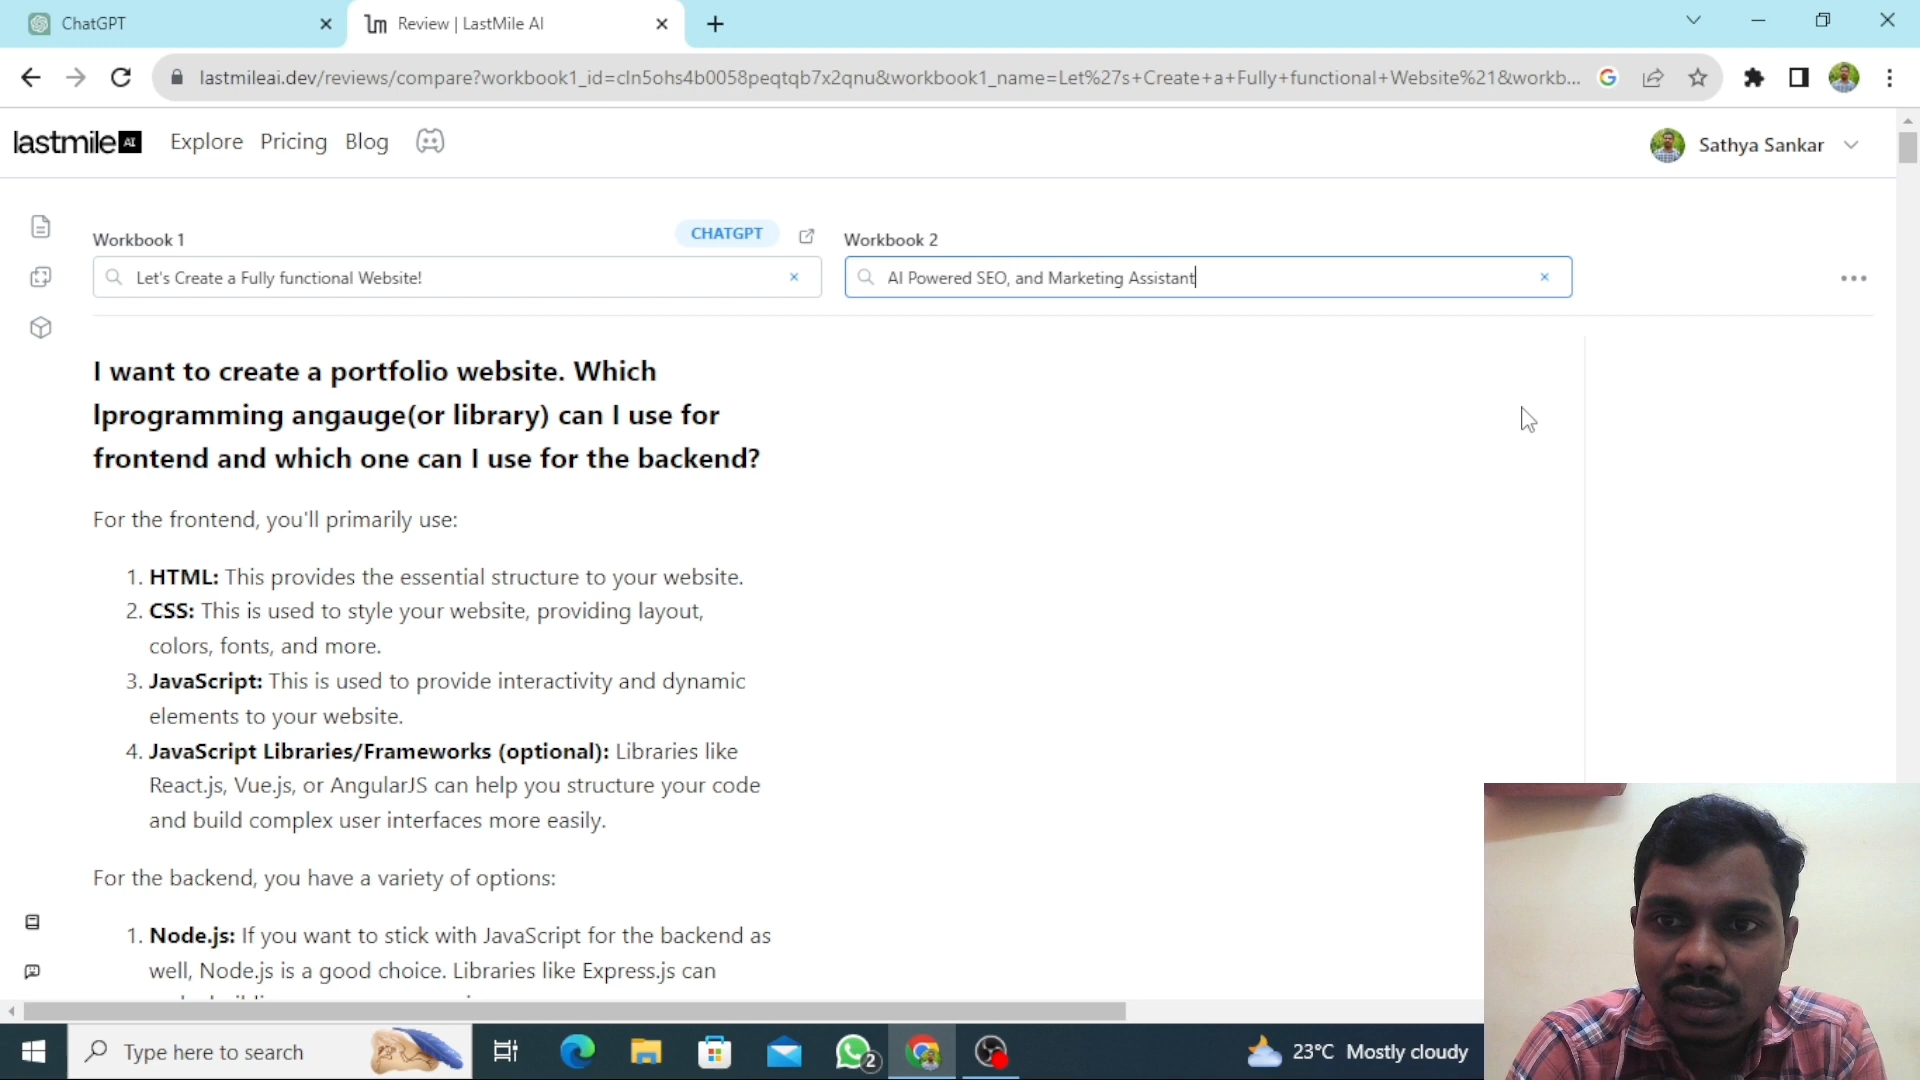 ChatGPT
Review | LastMile AI
lastmileai.dev/reviews/compare?workbook1_id=cln5ohs4b0058peqtqb7x2qnu&workbook1_name=Let%27s+Create+a+Fully+functional+Website%21&workb...
lastmile AI
Explore
Pricing
Blog
Sathya Sankar
Workbook 1
CHATGPT
Workbook 2
Let's Create a Fully functional Website!
AI Powered SEO, and Marketing Assistant
I want to create a portfolio website. Which
lprogramming angauge(or library) can I use for
frontend and which one can I use for the backend?
For the frontend, you'll primarily use:
1. HTML: This provides the essential structure to your website.
2. CSS: This is used to style your website, providing layout,
colors, fonts, and more.
3. JavaScript: This is used to provide interactivity and dynamic
elements to your website.
4. JavaScript Libraries/Frameworks (optional): Libraries like
React.js, Vue.js, or AngularJS can help you structure your code
and build complex user interfaces more easily.
For the backend, you have a variety of options:
1. Node.js: If you want to stick with JavaScript for the backend as
well, Node.js is a good choice. Libraries like Express.js can
Type here to search
2
23°C Mostly cloudy